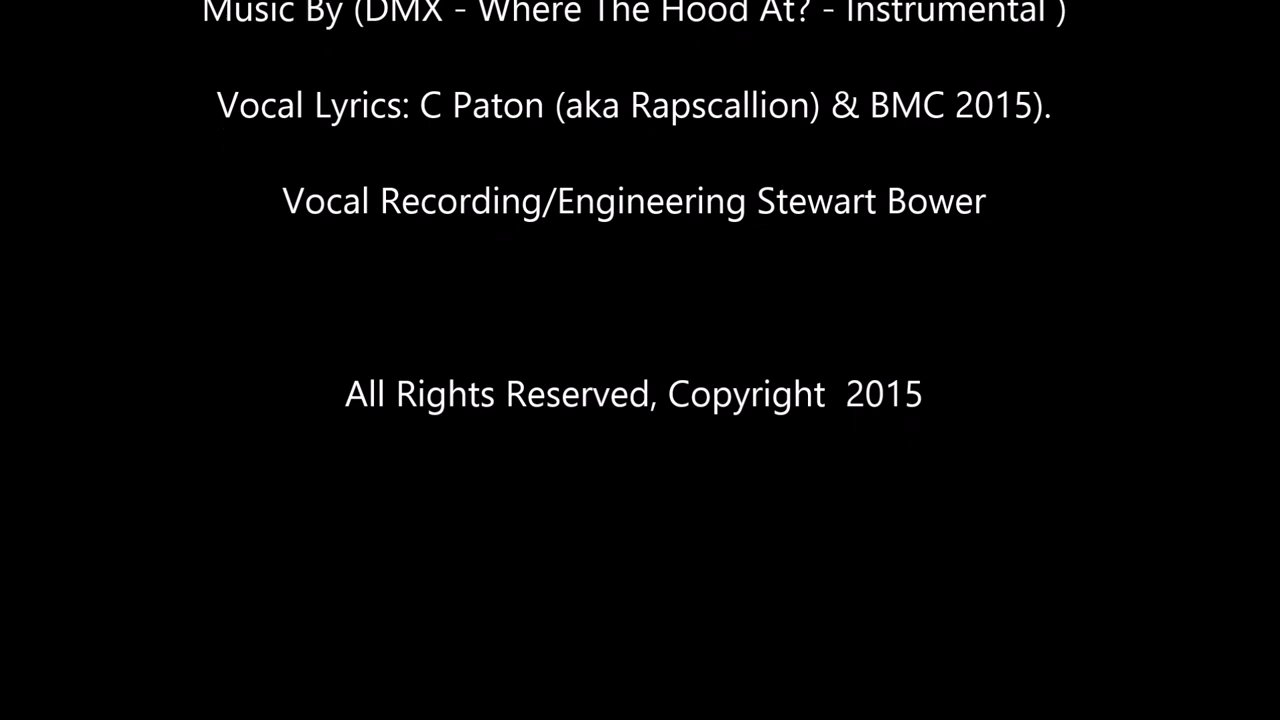 Music By (DMX - Where The Hood At? - Instrumental )
Vocal Lyrics: C Paton (aka Rapscallion) & BMC 2015).
Vocal Recording/Engineering Stewart Bower
All Rights Reserved, Copyright  2015